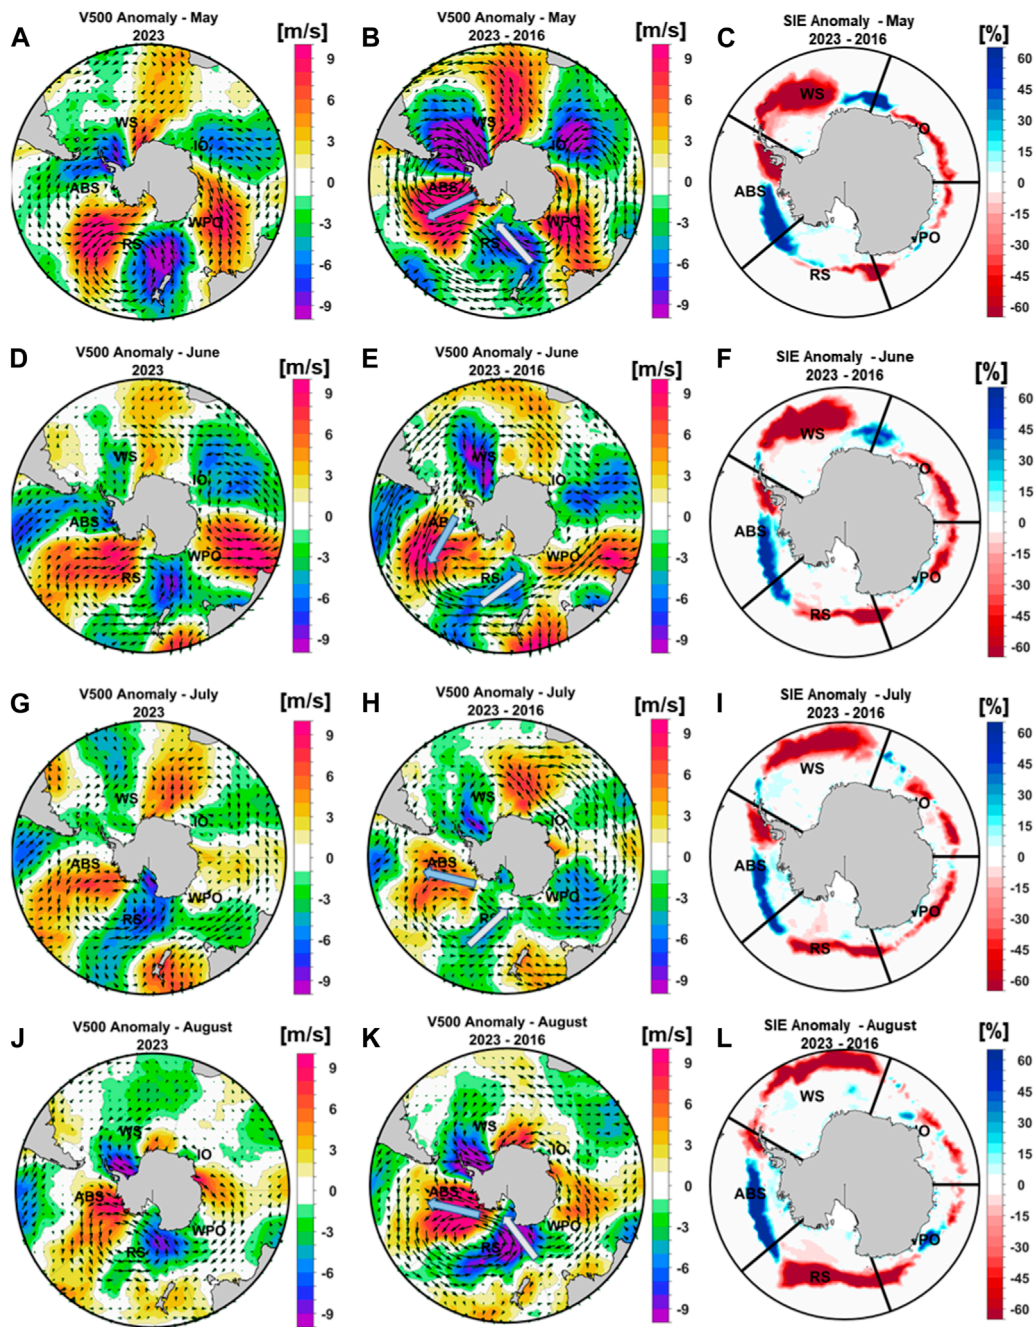 A
V500 Anomaly - May
2023
[m/s]
9
6
3
0
-3
-6
-9
WS
IO
ABS
WPO
RS
B
V500 Anomaly - May
2023 - 2016
[m/s]
9
6
3
0
-3
-6
-9
WS
IO
ABS
WPO
RS
C
SIE Anomaly - May
2023 - 2016
[%]
60
45
30
15
0
-15
-30
-45
-60
WS
O
ABS
PO
RS
D
V500 Anomaly - June
2023
[m/s]
9
6
3
0
-3
-6
-9
WS
IO
ABS
WPO
RS
E
V500 Anomaly - June
2023 - 2016
[m/s]
9
6
3
0
-3
-6
-9
WS
IO
AB
WPO
RS
F
SIE Anomaly - June
2023 - 2016
[%]
60
45
30
15
0
-15
-30
-45
-60
WS
O
ABS
PO
RS
G
V500 Anomaly - July
2023
[m/s]
9
6
3
0
-3
-6
-9
WS
IO
ABS
WPO
RS
H
V500 Anomaly - July
2023 - 2016
[m/s]
9
6
3
0
-3
-6
-9
WS
IO
ABS
WPO
R
I
SIE Anomaly - July
2023 - 2016
[%]
60
45
30
15
0
-15
-30
-45
-60
WS
O
ABS
PO
RS
J
V500 Anomaly - August
2023
[m/s]
9
6
3
0
-3
-6
-9
WS
IO
ABS
WPO
RS
K
V500 Anomaly - August
2023 - 2016
[m/s]
9
6
3
0
-3
-6
-9
WS
IO
ABS
WPO
RS
L
SIE Anomaly - August
2023 - 2016
[%]
60
45
30
15
0
-15
-30
-45
-60
WS
O
ABS
PO
RS